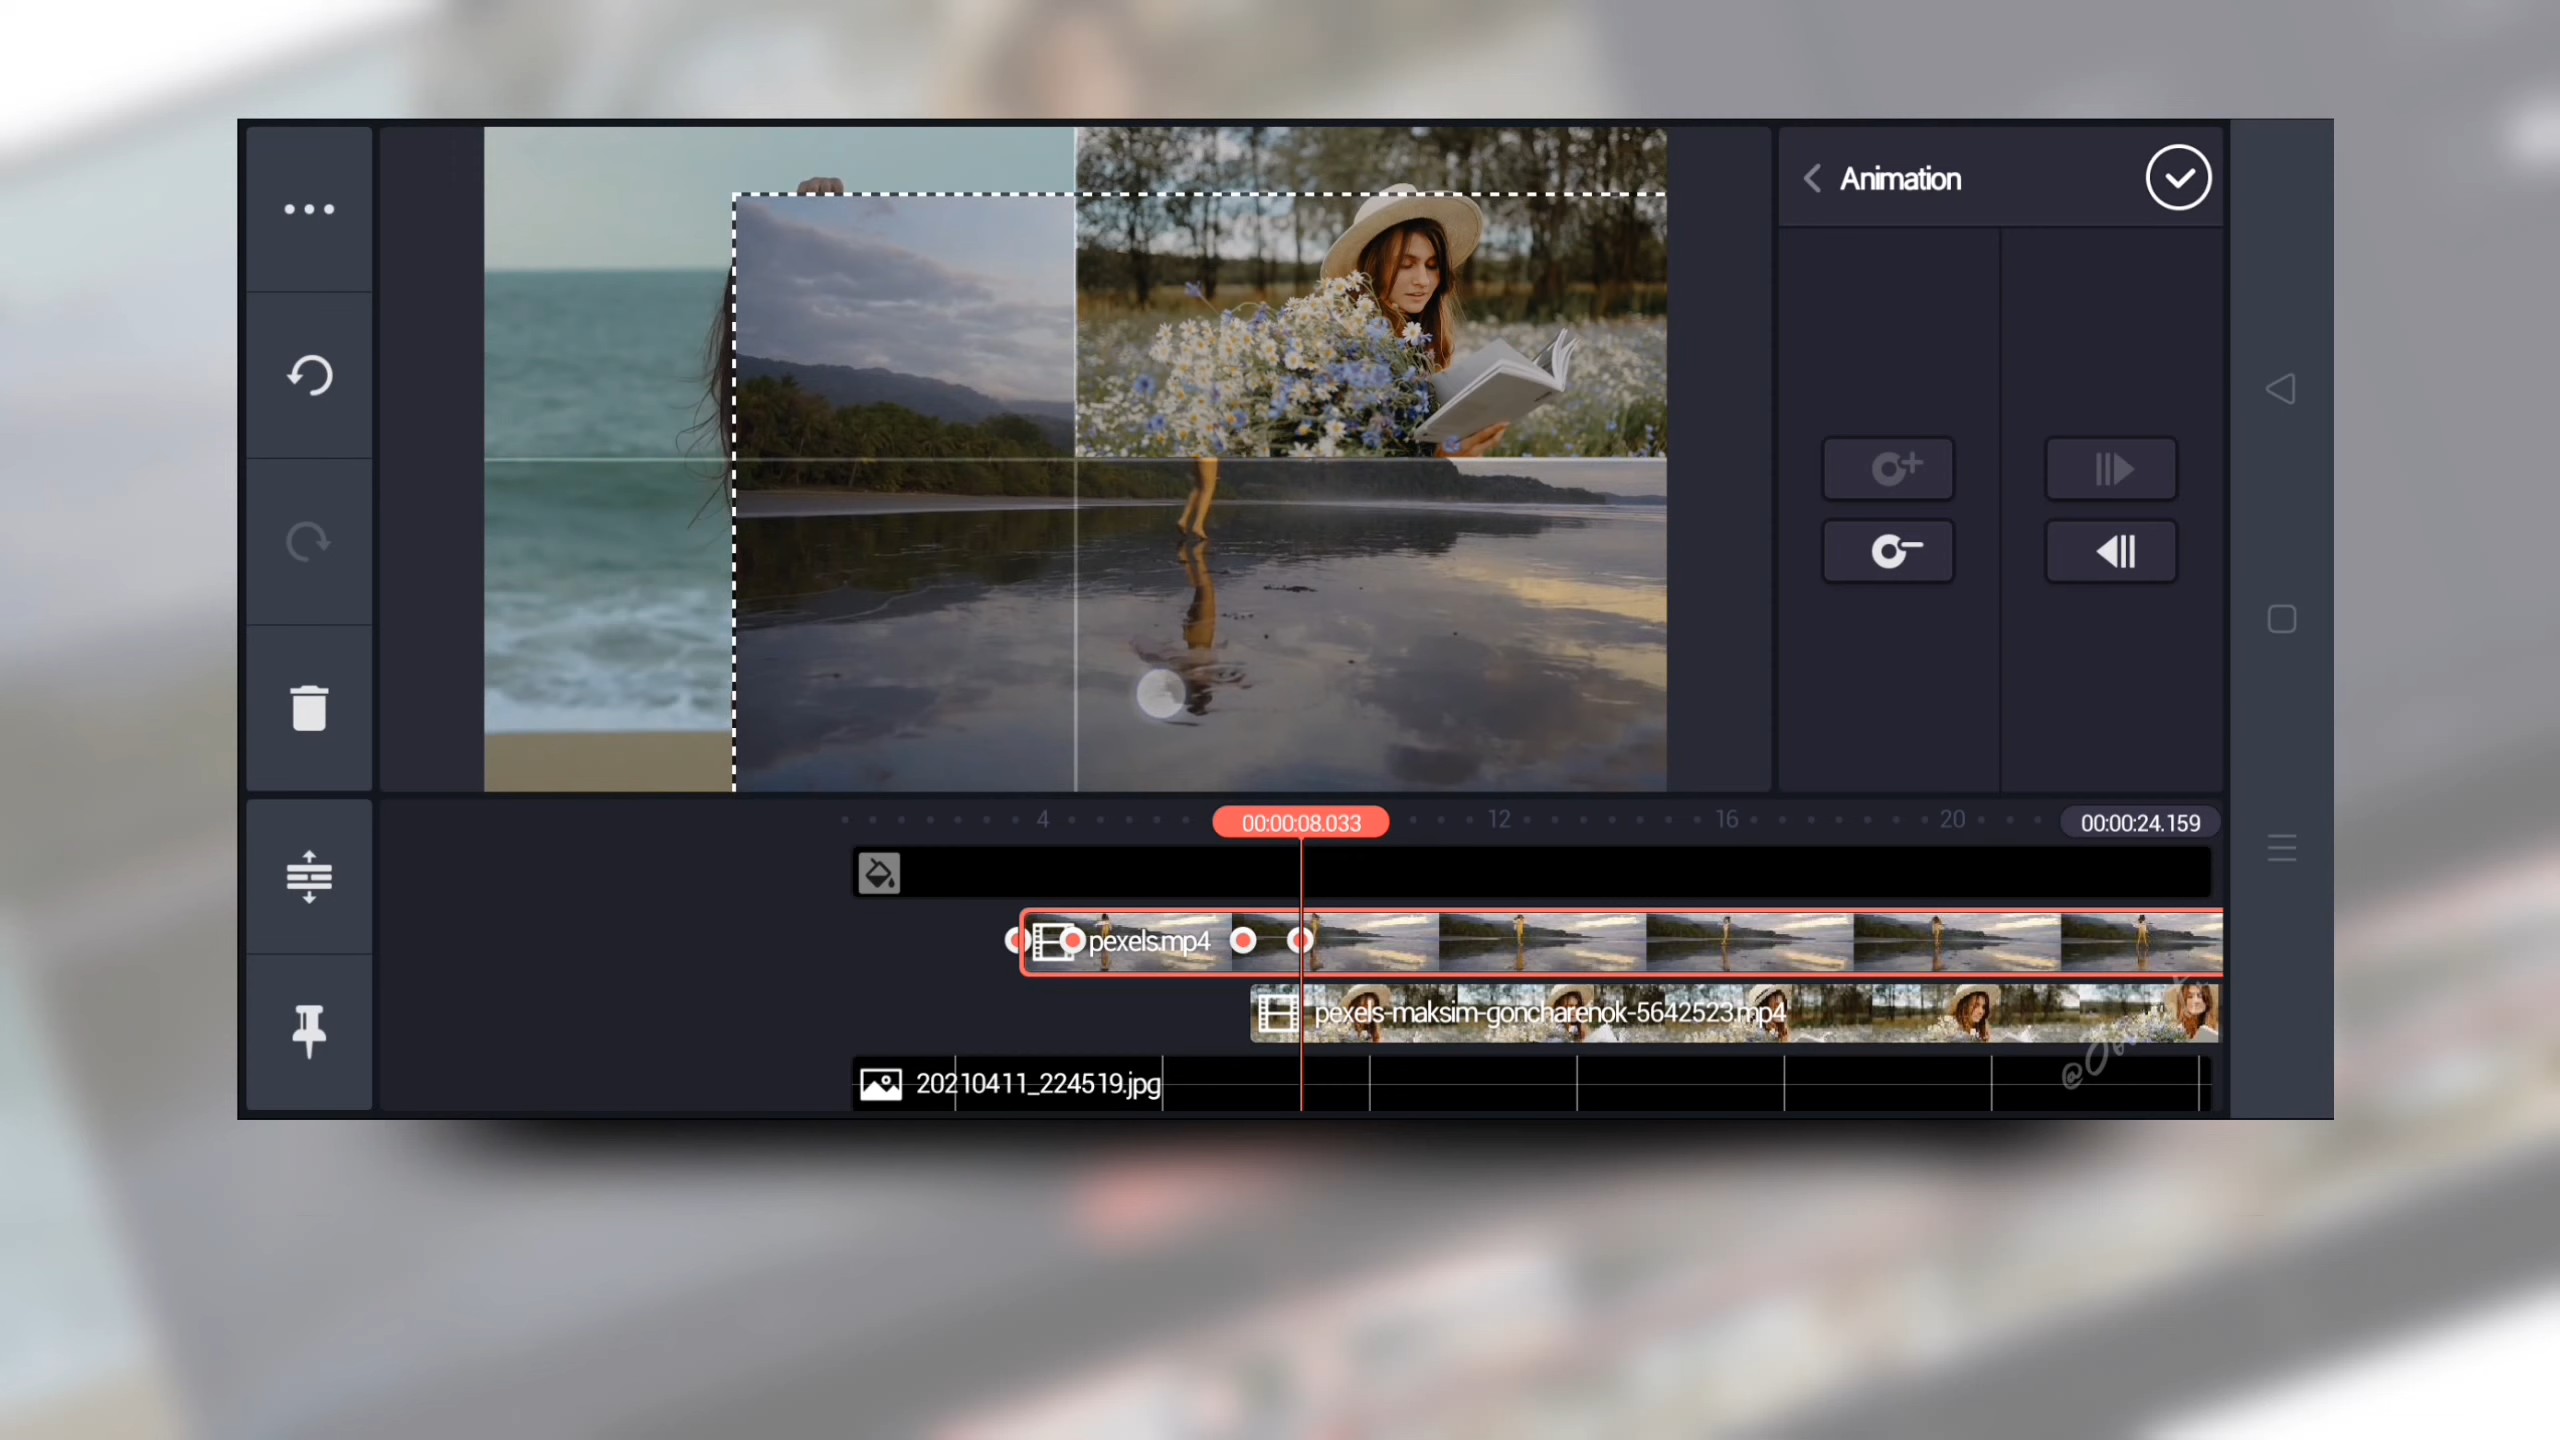 Animation
4
00:00:08.033
12
16
20
00:00:24.159
pexels.mp4
pexels-maksim-goncharenok-5642523.mp4
20210411_224519.jpg